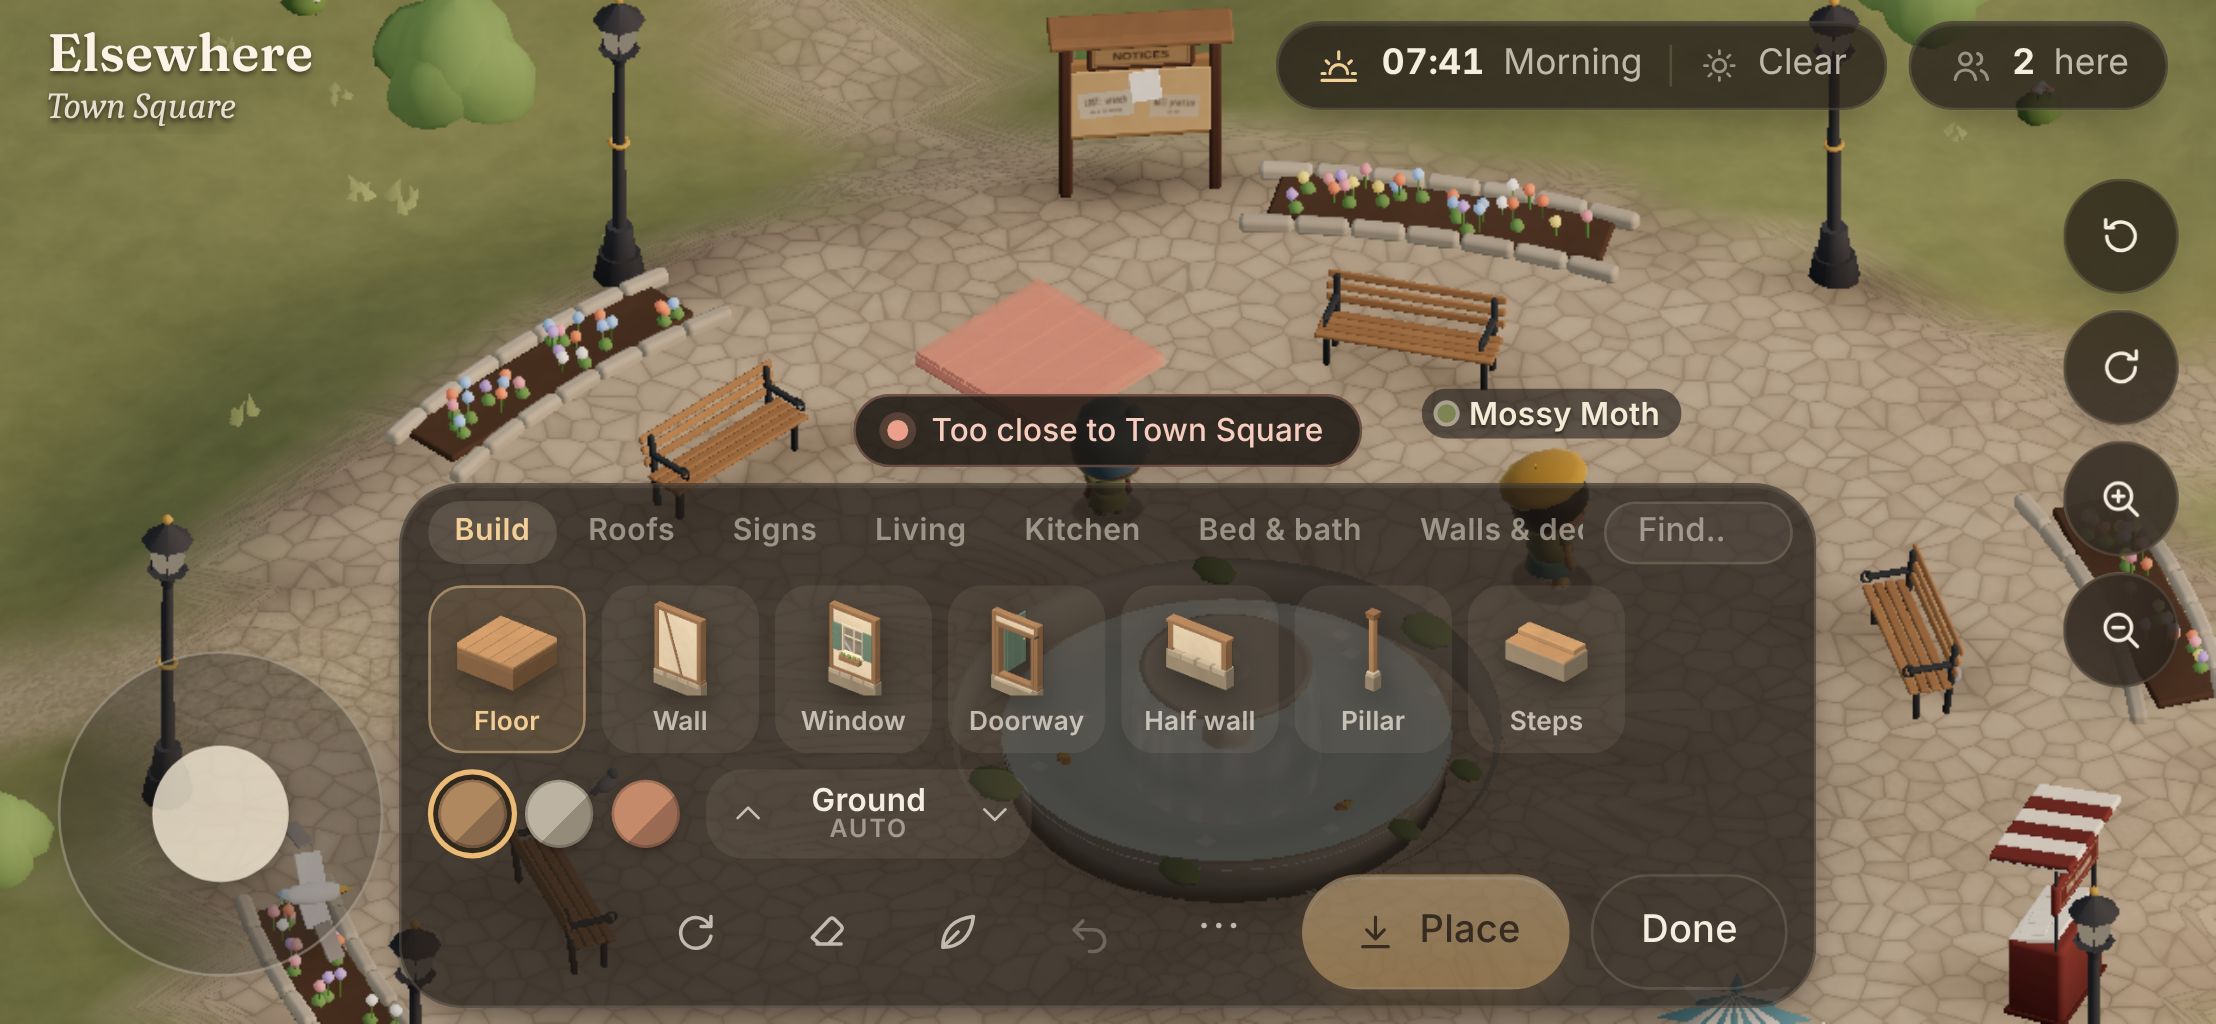 Elsewhere
Town Square
NOTICES
07:41 Morning
Clear
2 here
Too close to Town Square
Mossy Moth
Build
Roofs
Signs
Living
Kitchen
Bed & bath
Walls & dec
Find..
Floor
Wall
Window
Doorway
Half wall
Pillar
Steps
Ground
AUTO
Place
Done